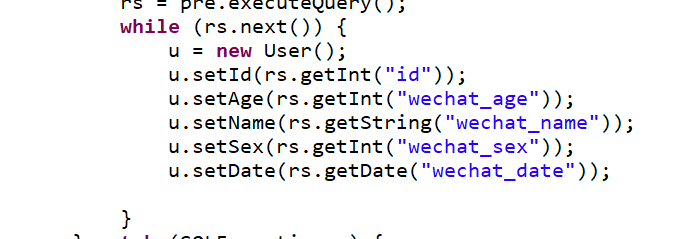 rs = pre.executeQuery();
while (rs.next()) {
u = new User();
u.setId(rs.getInt("id"));
u.setAge(rs.getInt("wechat_age"));
u.setName(rs.getString("wechat_name"));
u.setSex(rs.getInt("wechat_sex"));
u.setDate(rs.getDate("wechat_date"));
}